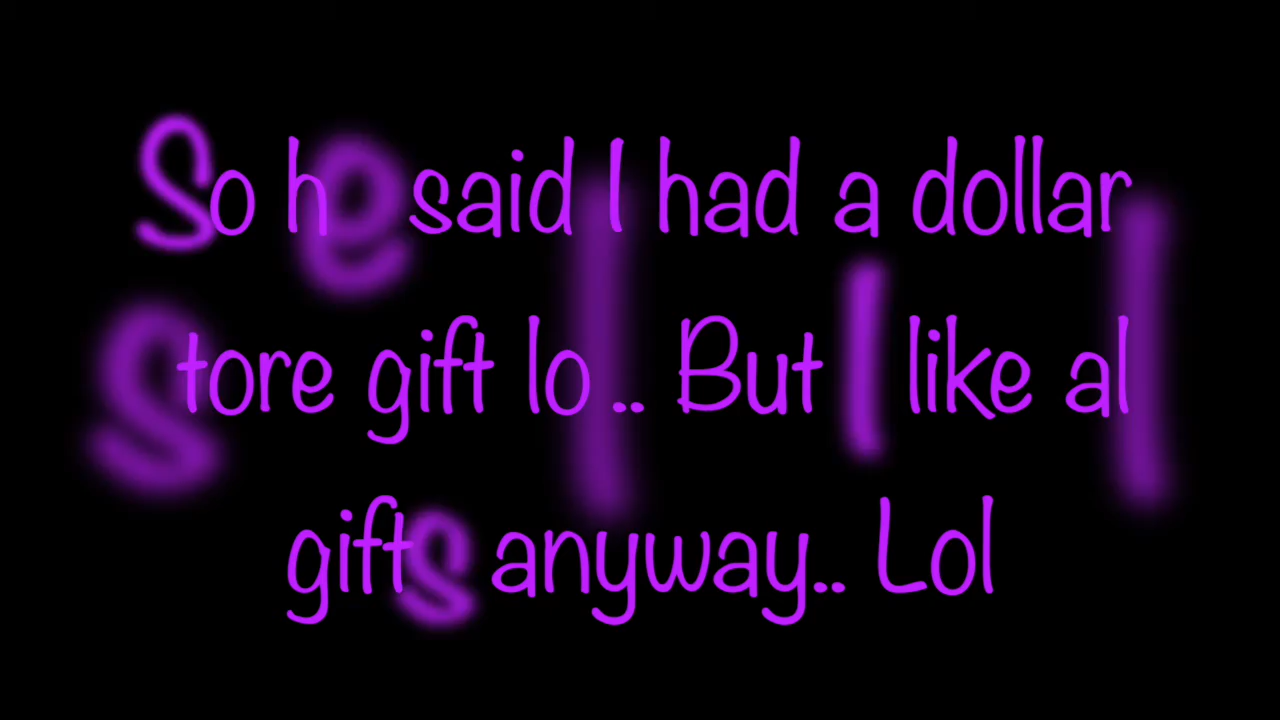 So he said I had a dollar
store gift lol.. But I like all
gifts anyway.. Lol